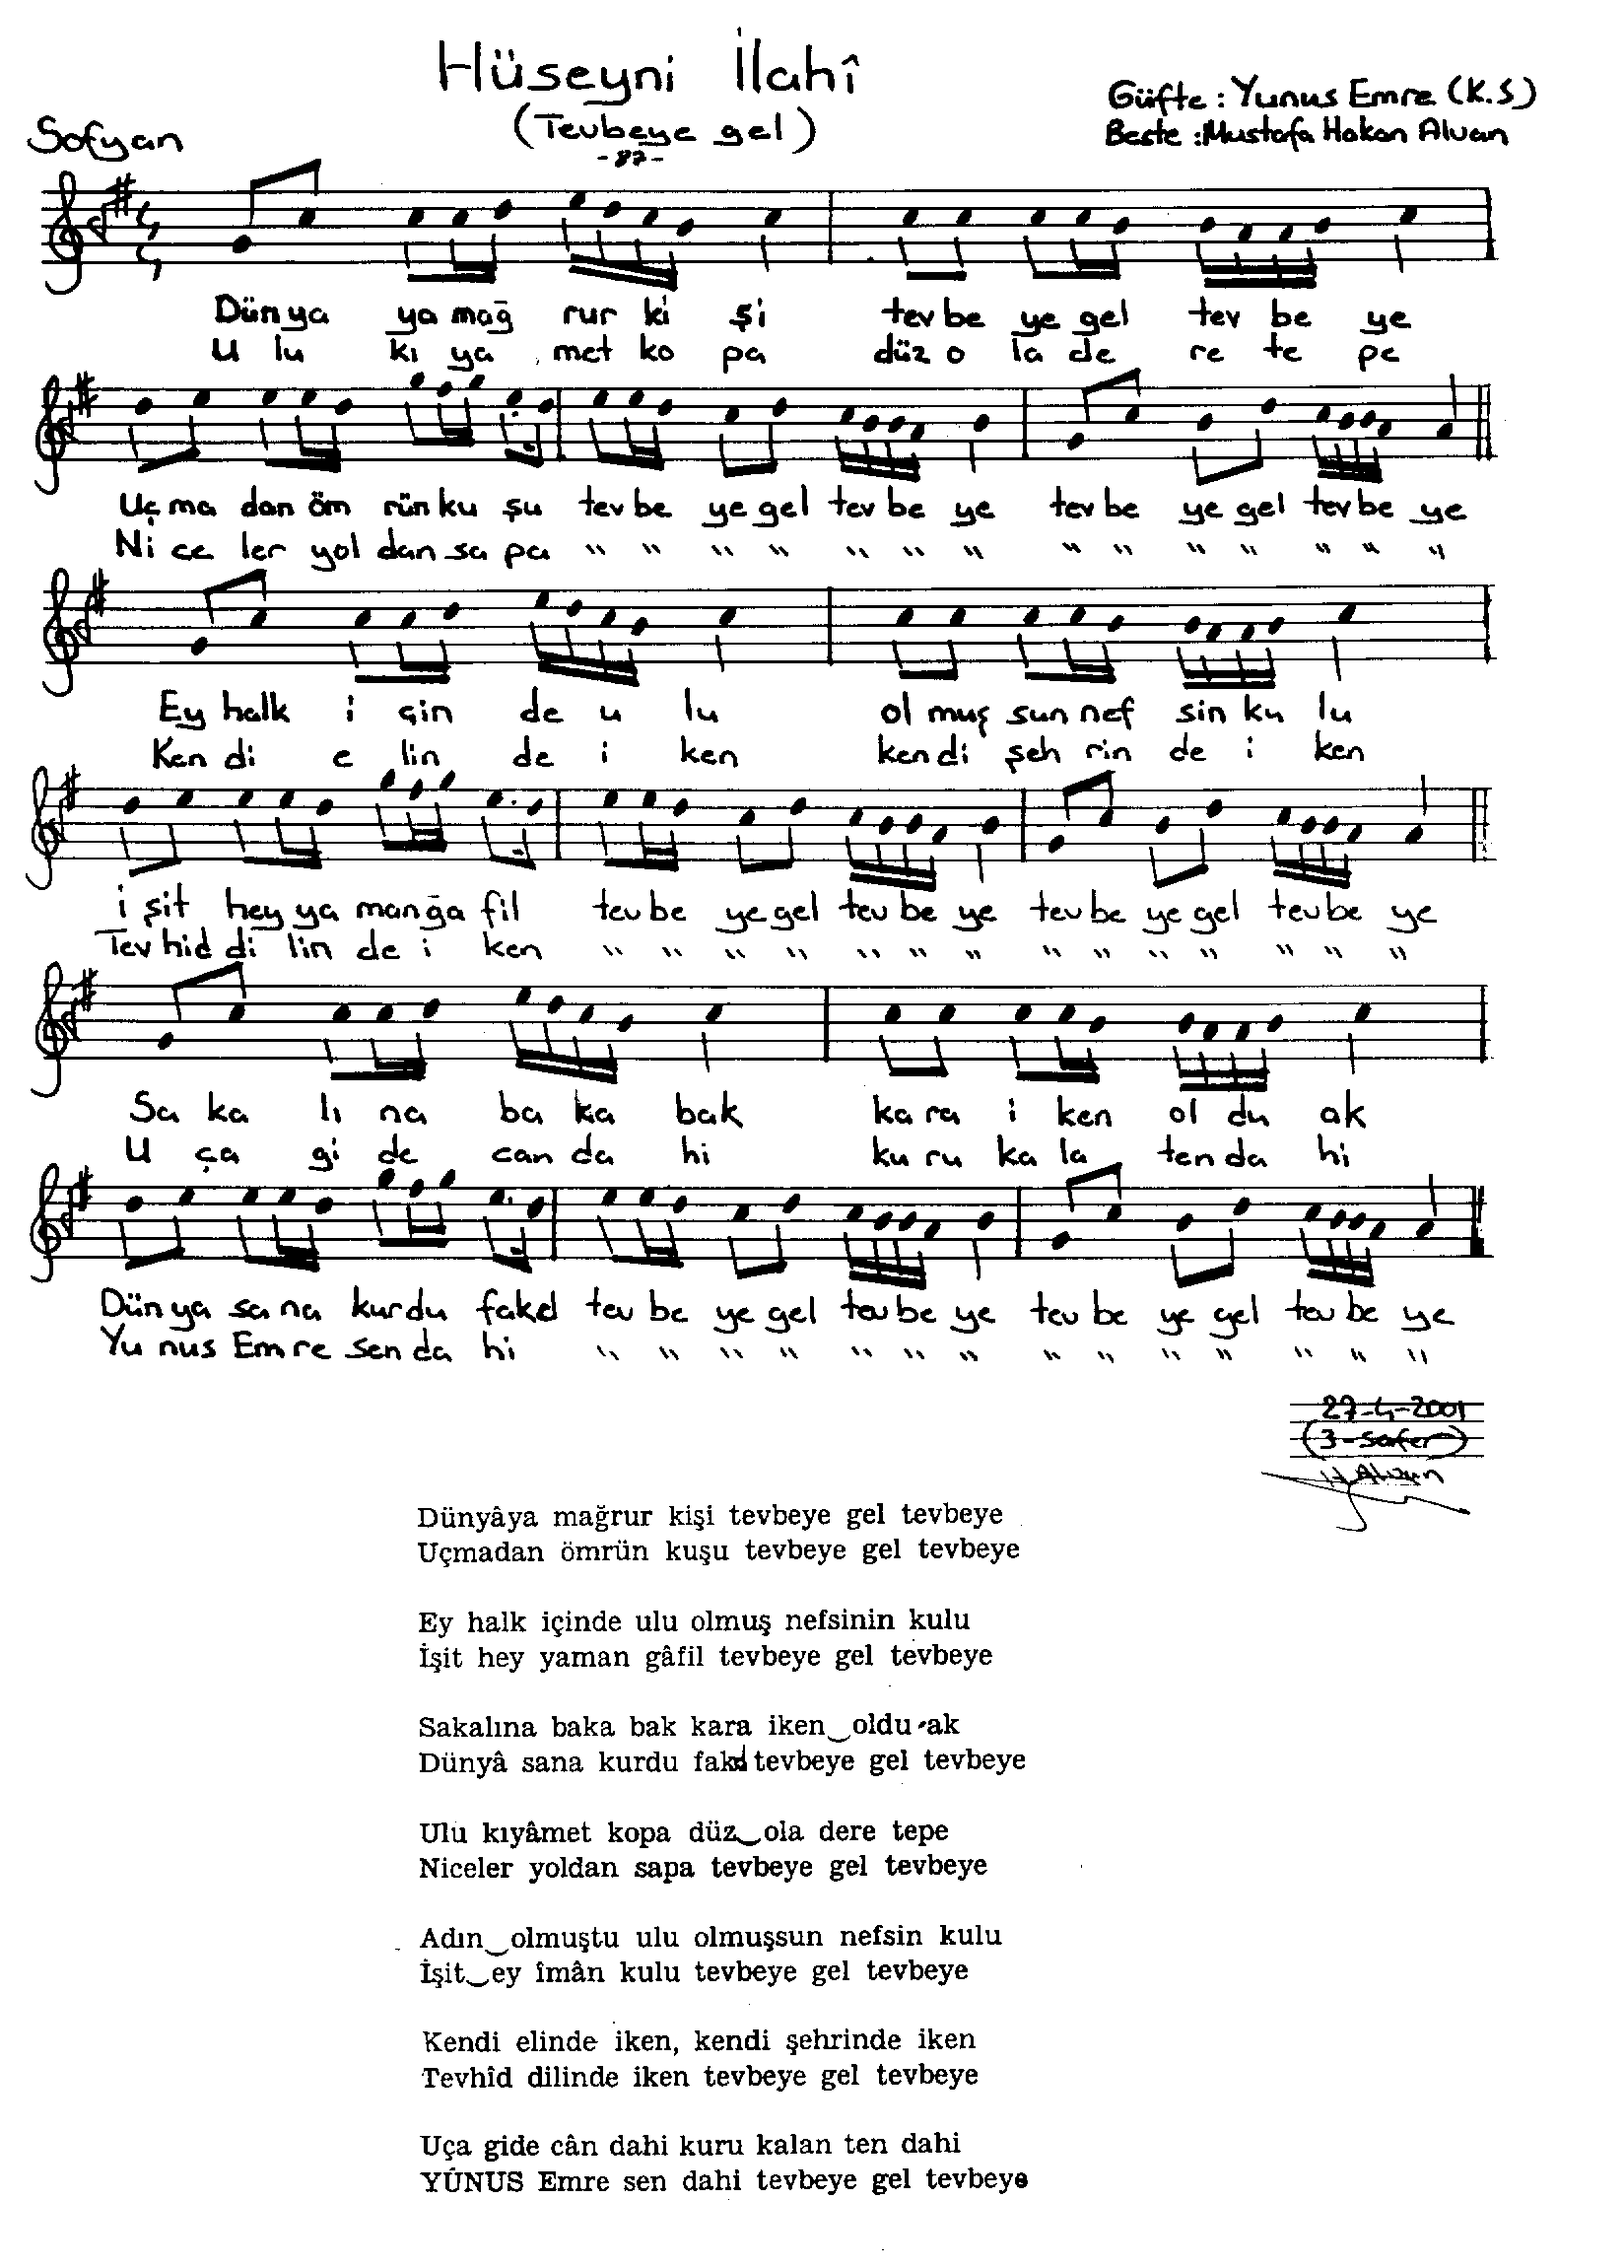 Hüseyni İlahî
(Tevbeye gel)
-87-
Sofyan
Güfte : Yunus Emre (K.S)
Beste : Mustafa Hakan Alvan
Dün ya ya mağ rur ki şi tev be ye gel tev be ye
U lu kı ya met ko pa düz o la de re te pe
Uç ma dan öm rün ku şu tev be ye gel tev be ye tev be ye gel tev be ye
Ni ce ler yol dan sa pa " " " " " " " " " " " " " "
Ey halk i çin de u lu ol muş sun nef sin ku lu
Ken di e lin de i ken ken di şeh rin de i ken
i şit hey ya man ğa fil tev be ye gel tev be ye tev be ye gel tev be ye
Tev hid di lin de i ken " " " " " " " " " " " " " "
Sa ka lı na ba ka bak ka ra i ken ol du ak
U ça gi de can da hi ku ru ka la ten da hi
Dün ya sa na kur du fakd tev be ye gel tev be ye tev be ye gel tev be ye
Yu nus Em re sen da hi " " " " " " " " " " " " " "
27-4-2001
(3-Safer)
H Alvan
Dünyâya mağrur kişi tevbeye gel tevbeye
Uçmadan ömrün kuşu tevbeye gel tevbeye
Ey halk içinde ulu olmuş nefsinin kulu
İşit hey yaman gâfil tevbeye gel tevbeye
Sakalına baka bak kara iken‿oldu ak
Dünyâ sana kurdu fakd tevbeye gel tevbeye
Ulu kıyâmet kopa düz‿ola dere tepe
Niceler yoldan sapa tevbeye gel tevbeye
Adın‿olmuştu ulu olmuşsun nefsin kulu
İşit‿ey îmân kulu tevbeye gel tevbeye
Kendi elinde iken, kendi şehrinde iken
Tevhîd dilinde iken tevbeye gel tevbeye
Uça gide cân dahi kuru kalan ten dahi
YÛNUS Emre sen dahi tevbeye gel tevbeye